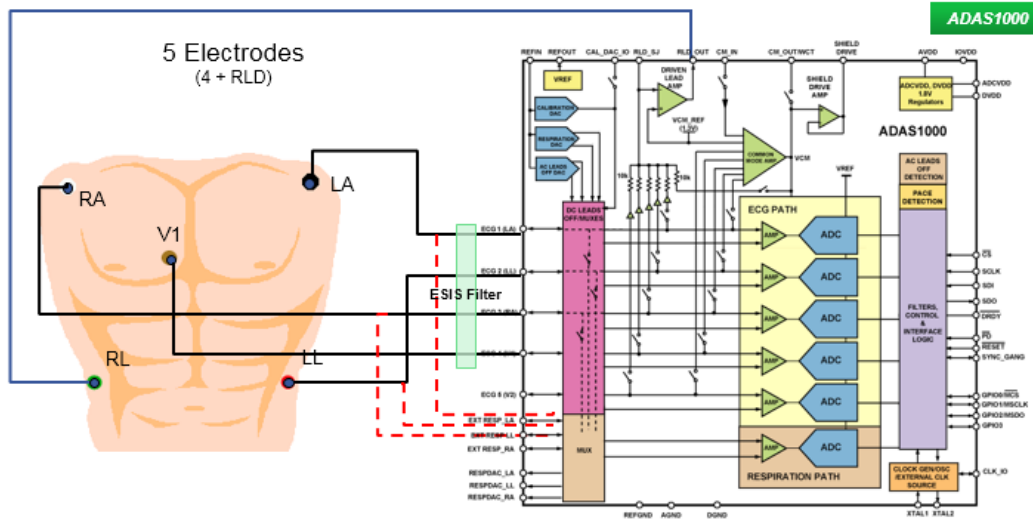 ADAS1000
5 Electrodes
(4 + RLD)
RA
LA
V1
RL
LL
ESIS Filter
REFIN
REFOUT
CAL_DAC_IO
RLD_SJ
RLD_OUT
CM_IN
CM_OUT/WCT
SHIELD
DRIVE
AVDD
IOVDD
VREF
DRIVEN
LEAD
AMP
SHIELD
DRIVE
AMP
ADCVDD, DVDD
1.8V
Regulators
ADCVDD
DVDD
CALIBRATION
DAC
RESPIRATION
DAC
AC LEADS
OFF DAC
VCM_REF
(1.3V)
COMMON
MODE AMP
VCM
ADAS1000
10k
10k
VREF
AC LEADS
OFF
DETECTION
PACE
DETECTION
DC LEADS
OFF/MUXES
ECG PATH
ECG 1 (LA)
ECG 2 (LL)
ECG 5 (V2)
AMP
ADC
AMP
ADC
AMP
ADC
AMP
ADC
AMP
ADC
AMP
ADC
FILTERS,
CONTROL
&
INTERFACE
LOGIC
CS
SCLK
SDI
SDO
DRDY
PD
RESET
SYNC_GANG
GPIO0/MCS
GPIO1/MSCLK
GPIO2/MSDO
GPIO3
EXT RESP_LA
EXT RESP_LL
EXT RESP_RA
MUX
RESPIRATION PATH
RESPDAC_LA
RESPDAC_LL
RESPDAC_RA
CLOCK GEN/OSC
/EXTERNAL CLK
SOURCE
CLK_IO
REFGND
AGND
DGND
XTAL1
XTAL2